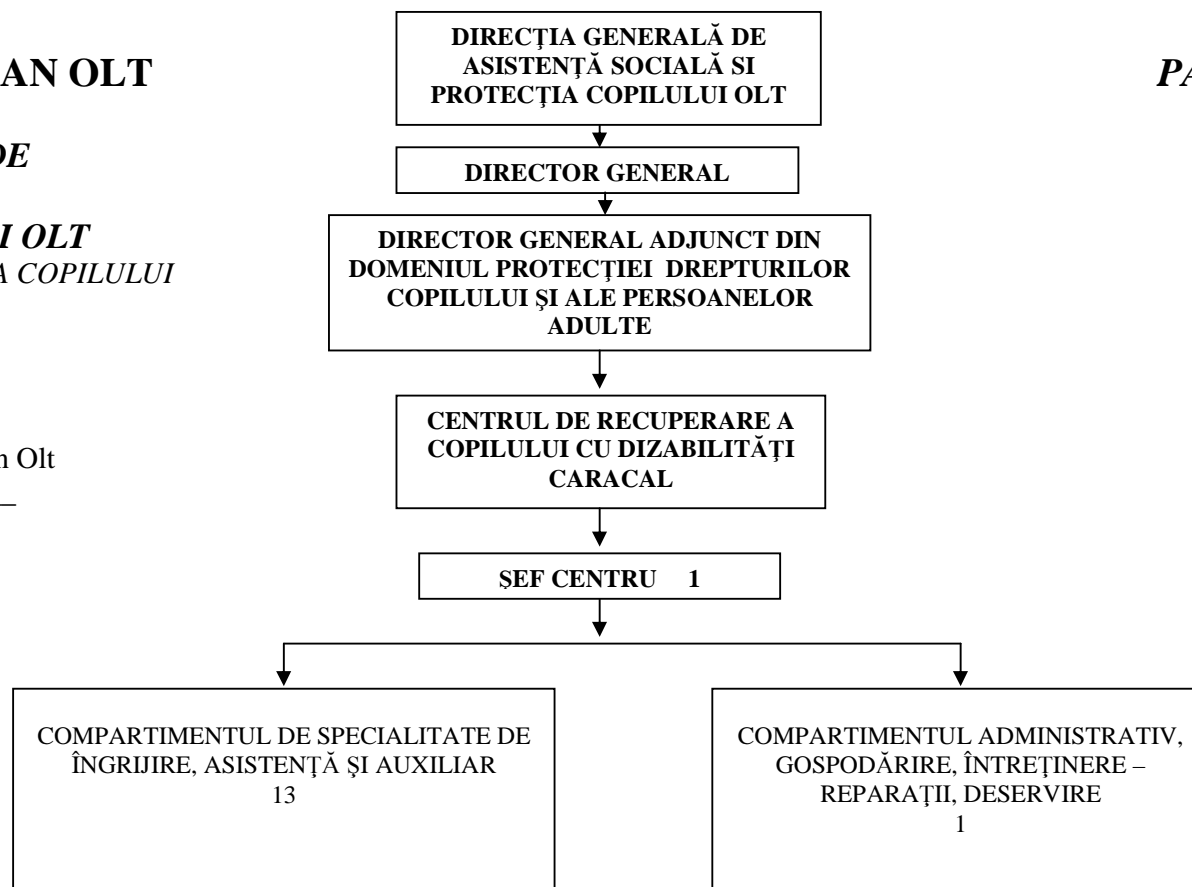 AN OLT
DE
I OLT
A COPILULUI
n Olt
–
PA
DIRECŢIA GENERALĂ DE
ASISTENŢĂ SOCIALĂ SI
PROTECŢIA COPILULUI OLT
DIRECTOR GENERAL
DIRECTOR GENERAL ADJUNCT DIN
DOMENIUL PROTECŢIEI DREPTURILOR
COPILULUI ŞI ALE PERSOANELOR
ADULTE
CENTRUL DE RECUPERARE A
COPILULUI CU DIZABILITĂŢI
CARACAL
ŞEF CENTRU 1
COMPARTIMENTUL DE SPECIALITATE DE
ÎNGRIJIRE, ASISTENŢĂ ŞI AUXILIAR
13
COMPARTIMENTUL ADMINISTRATIV,
GOSPODĂRIRE, ÎNTREŢINERE –
REPARAŢII, DESERVIRE
1